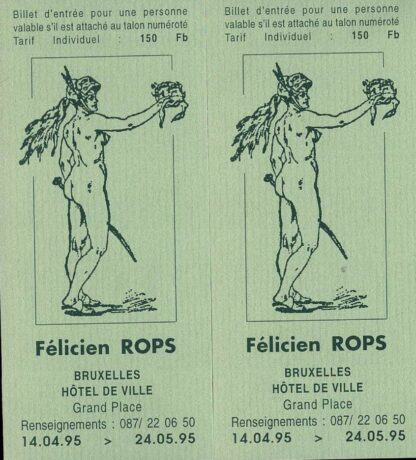 Billet d'entrée pour une personne
valable s'il est attaché au talon numéroté
Tarif Individuel : 150 Fb
Félicien ROPS
BRUXELLES
HÔTEL DE VILLE
Grand Place
Renseignements : 087/ 22 06 50
14.04.95 > 24.05.95
Billet d'entrée pour une personne
valable s'il est attaché au talon numéroté
Tarif Individuel : 150 Fb
Félicien ROPS
BRUXELLES
HÔTEL DE VILLE
Grand Place
Renseignements : 087/ 22 06 50
14.04.95 > 24.05.95